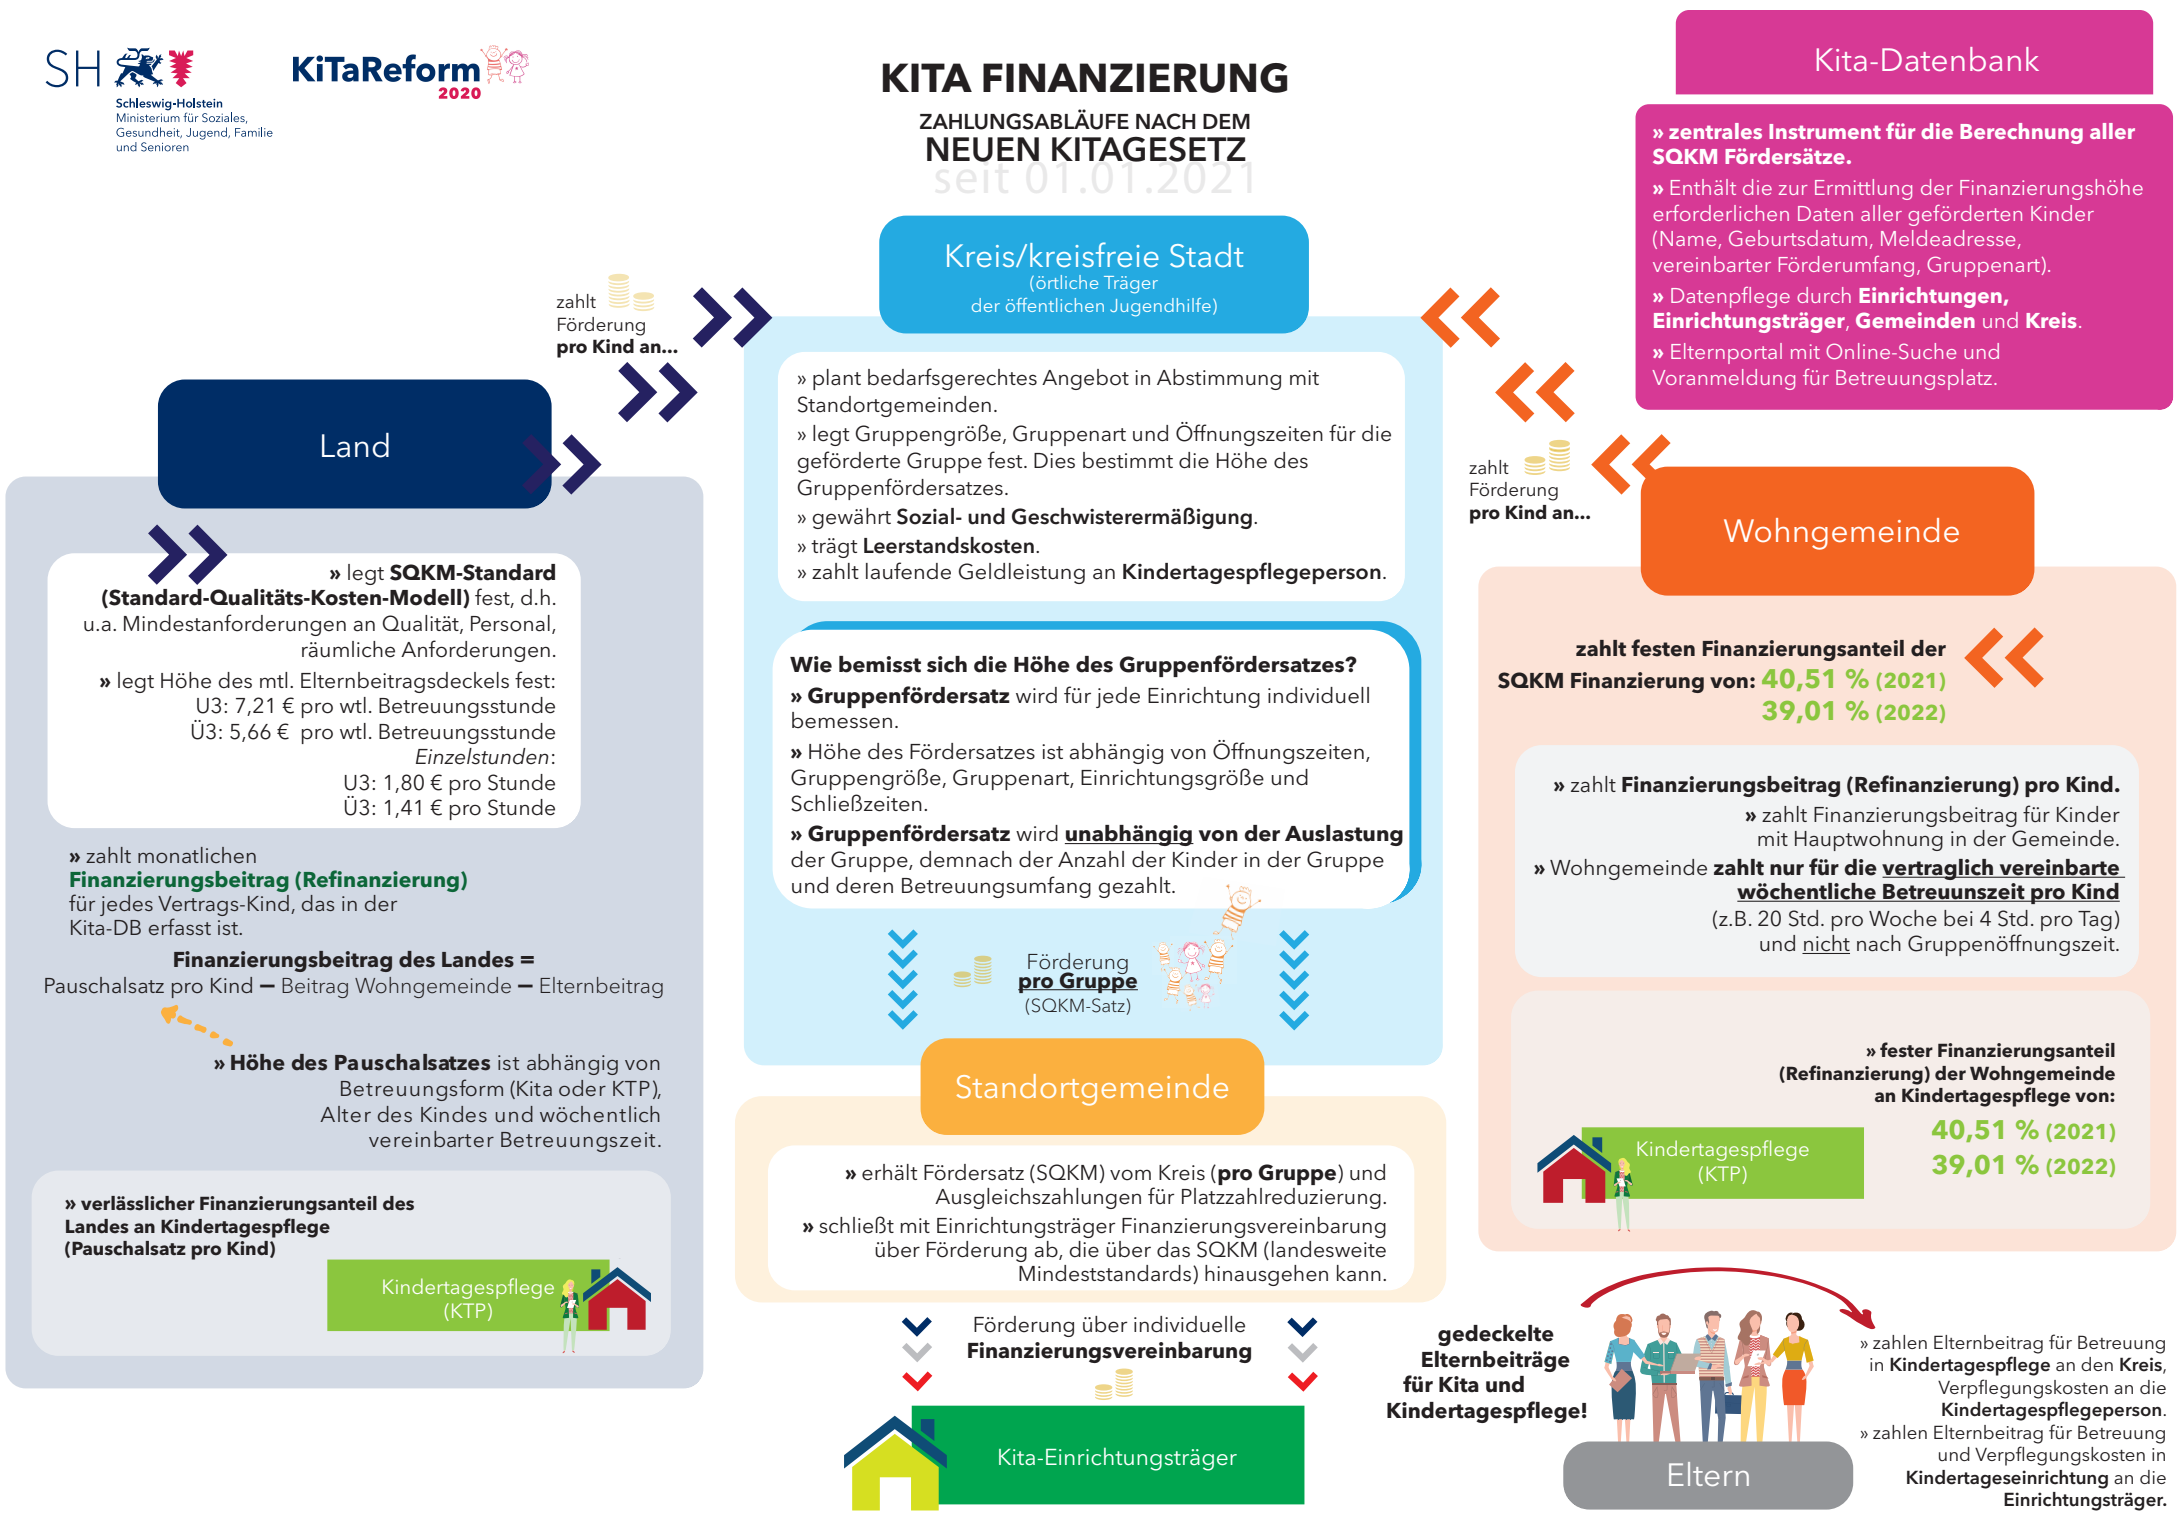 SH
Schleswig-Holstein
Ministerium für Soziales,
Gesundheit, Jugend, Familie
und Senioren
KiTaReform
2020
KITA FINANZIERUNG
ZAHLUNGSABLÄUFE NACH DEM
NEUEN KITAGESETZ
seit 01.01.2021
Kita-Datenbank
» zentrales Instrument für die Berechnung aller
SQKM Fördersätze.
» Enthält die zur Ermittlung der Finanzierungshöhe
erforderlichen Daten aller geförderten Kinder
(Name, Geburtsdatum, Meldeadresse,
vereinbarter Förderumfang, Gruppenart).
» Datenpflege durch Einrichtungen,
Einrichtungsträger, Gemeinden und Kreis.
» Elternportal mit Online-Suche und
Voranmeldung für Betreuungsplatz.
zahlt
Förderung
pro Kind an...
Land
» legt SQKM-Standard
(Standard-Qualitäts-Kosten-Modell) fest, d.h.
u.a. Mindestanforderungen an Qualität, Personal,
räumliche Anforderungen.
» legt Höhe des mtl. Elternbeitragsdeckels fest:
U3: 7,21 € pro wtl. Betreuungsstunde
Ü3: 5,66 € pro wtl. Betreuungsstunde
Einzelstunden:
U3: 1,80 € pro Stunde
Ü3: 1,41 € pro Stunde
» zahlt monatlichen
Finanzierungsbeitrag (Refinanzierung)
für jedes Vertrags-Kind, das in der
Kita-DB erfasst ist.
Finanzierungsbeitrag des Landes =
Pauschalsatz pro Kind – Beitrag Wohngemeinde – Elternbeitrag
» Höhe des Pauschalsatzes ist abhängig von
Betreuungsform (Kita oder KTP),
Alter des Kindes und wöchentlich
vereinbarter Betreuungszeit.
» verlässlicher Finanzierungsanteil des
Landes an Kindertagespflege
(Pauschalsatz pro Kind)
Kindertagespflege
(KTP)
Kreis/kreisfreie Stadt
(örtliche Träger
der öffentlichen Jugendhilfe)
» plant bedarfsgerechtes Angebot in Abstimmung mit
Standortgemeinden.
» legt Gruppengröße, Gruppenart und Öffnungszeiten für die
geförderte Gruppe fest. Dies bestimmt die Höhe des
Gruppenfördersatzes.
» gewährt Sozial- und Geschwisterermäßigung.
» trägt Leerstandskosten.
» zahlt laufende Geldleistung an Kindertagespflegeperson.
Wie bemisst sich die Höhe des Gruppenfördersatzes?
» Gruppenfördersatz wird für jede Einrichtung individuell
bemessen.
» Höhe des Fördersatzes ist abhängig von Öffnungszeiten,
Gruppengröße, Gruppenart, Einrichtungsgröße und
Schließzeiten.
» Gruppenfördersatz wird unabhängig von der Auslastung
der Gruppe, demnach der Anzahl der Kinder in der Gruppe
und deren Betreuungsumfang gezahlt.
Förderung
pro Gruppe
(SQKM-Satz)
Standortgemeinde
» erhält Fördersatz (SQKM) vom Kreis (pro Gruppe) und
Ausgleichszahlungen für Platzzahlreduzierung.
» schließt mit Einrichtungsträger Finanzierungsvereinbarung
über Förderung ab, die über das SQKM (landesweite
Mindeststandards) hinausgehen kann.
Förderung über individuelle
Finanzierungsvereinbarung
Kita-Einrichtungsträger
zahlt
Förderung
pro Kind an...
Wohngemeinde
zahlt festen Finanzierungsanteil der
SQKM Finanzierung von: 40,51 % (2021)
39,01 % (2022)
» zahlt Finanzierungsbeitrag (Refinanzierung) pro Kind.
» zahlt Finanzierungsbeitrag für Kinder
mit Hauptwohnung in der Gemeinde.
» Wohngemeinde zahlt nur für die vertraglich vereinbarte
wöchentliche Betreuunszeit pro Kind
(z.B. 20 Std. pro Woche bei 4 Std. pro Tag)
und nicht nach Gruppenöffnungszeit.
» fester Finanzierungsanteil
(Refinanzierung) der Wohngemeinde
an Kindertagespflege von:
40,51 % (2021)
39,01 % (2022)
Kindertagespflege
(KTP)
gedeckelte
Elternbeiträge
für Kita und
Kindertagespflege!
Eltern
» zahlen Elternbeitrag für Betreuung
in Kindertagespflege an den Kreis,
Verpflegungskosten an die
Kindertagespflegeperson.
» zahlen Elternbeitrag für Betreuung
und Verpflegungskosten in
Kindertageseinrichtung an die
Einrichtungsträger.